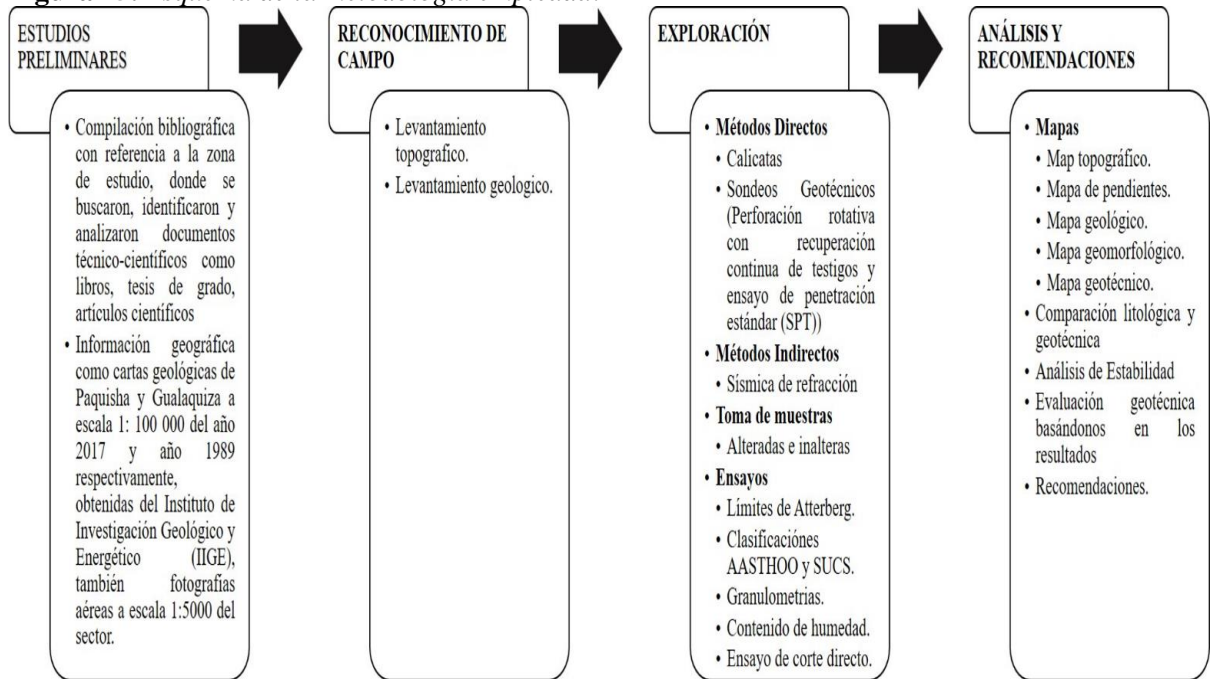 ESTUDIOS
PRELIMINARES
• Compilación bibliográfica
con referencia a la zona
de estudio, donde se
buscaron, identificaron y
analizaron documentos
técnico-científicos como
libros, tesis de grado,
artículos científicos
• Información geográfica
como cartas geológicas de
Paquisha y Gualaquiza a
escala 1: 100 000 del año
2017 y año 1989
respectivamente,
obtenidas del Instituto de
Investigación Geológico y
Energético (IIGE),
también fotografías
aéreas a escala 1:5000 del
sector.
RECONOCIMIENTO DE
CAMPO
• Levantamiento
topografico.
• Levantamiento geologico.
EXPLORACIÓN
• Métodos Directos
• Calicatas
• Sondeos Geotécnicos
(Perforación rotativa
con recuperación
continua de testigos y
ensayo de penetración
estándar (SPT))
• Métodos Indirectos
• Sísmica de refracción
• Toma de muestras
• Alteradas e inalteras
• Ensayos
• Límites de Atterberg.
• Clasificaciónes
AASTHOO y SUCS.
• Granulometrias.
• Contenido de humedad.
• Ensayo de corte directo.
ANÁLISIS Y
RECOMENDACIONES
• Mapas
• Map topográfico.
• Mapa de pendientes.
• Mapa geológico.
• Mapa geomorfológico.
• Mapa geotécnico.
• Comparación litológica y
geotécnica
• Análisis de Estabilidad
• Evaluación geotécnica
basándonos en los
resultados
• Recomendaciones.